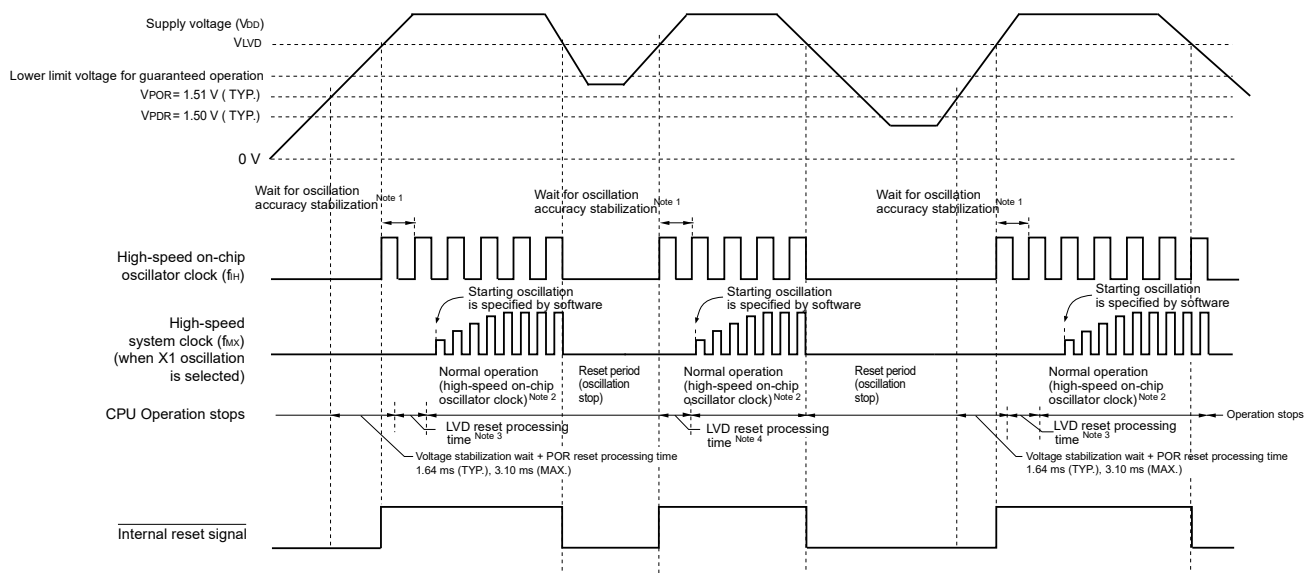 Supply voltage (VDD)
VLVD
Lower limit voltage for guaranteed operation
VPOR = 1.51 V ( TYP.)
VPDR = 1.50 V ( TYP.)
0 V
Wait for oscillation
accuracy stabilization Note 1
Wait for oscillation
accuracy stabilization Note 1
Wait for oscillation
accuracy stabilization Note 1
High-speed on-chip
oscillator clock (fIH)
Starting oscillation
is specified by software
Starting oscillation
is specified by software
Starting oscillation
is specified by software
High-speed
system clock (fMX)
(when X1 oscillation
is selected)
Normal operation
(high-speed on-chip
oscillator clock) Note 2
Reset period
(oscillation
stop)
Normal operation
(high-speed on-chip
oscillator clock) Note 2
Reset period
(oscillation
stop)
Normal operation
(high-speed on-chip
oscillator clock) Note 2
CPU Operation stops
Operation stops
LVD reset processing
time Note 3
LVD reset processing
time Note 4
LVD reset processing
time Note 3
Voltage stabilization wait + POR reset processing time
1.64 ms (TYP.), 3.10 ms (MAX.)
Voltage stabilization wait + POR reset processing time
1.64 ms (TYP.), 3.10 ms (MAX.)
Internal reset signal